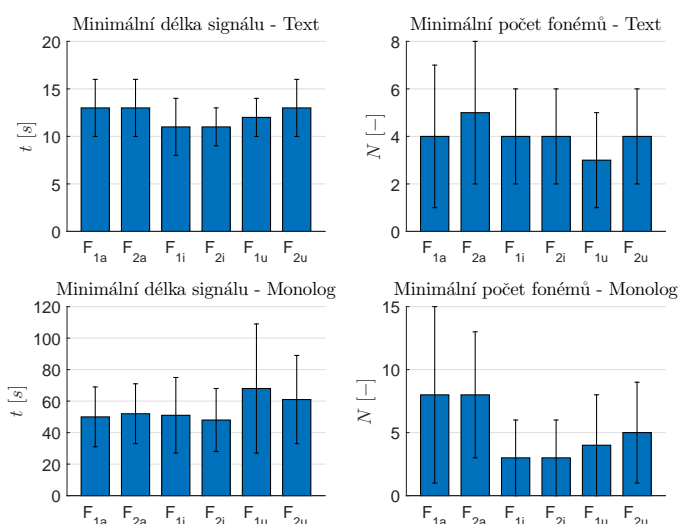 Minimální délka signálu - Text
20
15
10
5
0
t [s]
F1a F2a F1i F2i F1u F2u
Minimální počet fonémů - Text
8
6
4
2
0
N [−]
F1a F2a F1i F2i F1u F2u
Minimální délka signálu - Monolog
120
100
80
60
40
20
0
t [s]
F1a F2a F1i F2i F1u F2u
Minimální počet fonémů - Monolog
15
10
5
0
N [−]
F1a F2a F1i F2i F1u F2u